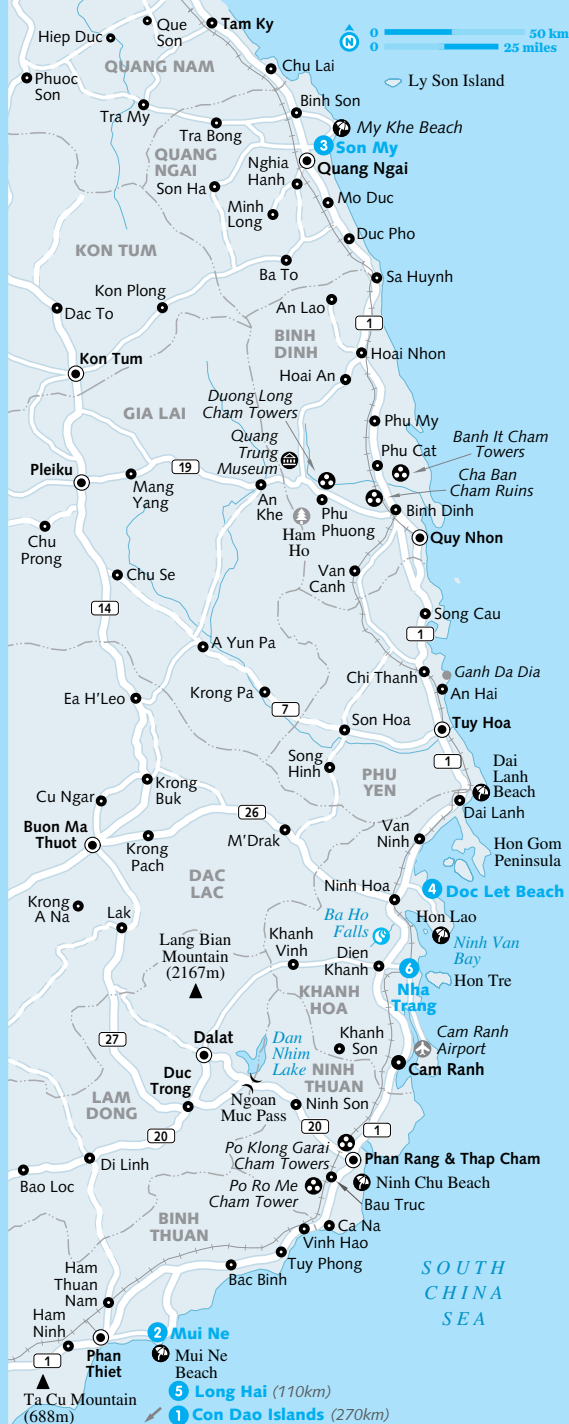 Tam Ky
Que
Son
Hiep Duc
0
50 km
N
0
25 miles
QUANG NAM
Phuoc
Son
Chu Lai
Ly Son Island
Tra My
Binh Son
Tra Bong
My Khe Beach
3 Son My
QUANG
NGAI
Nghia
Hanh
Quang Ngai
Son Ha
Minh
Long
Mo Duc
Duc Pho
KON TUM
Ba To
Sa Huynh
Kon Plong
Dac To
An Lao
1
BINH
DINH
Hoai Nhon
Kon Tum
Hoai An
GIA LAI
Duong Long
Cham Towers
Phu My
Quang
Trung
Museum
Phu Cat
Banh It Cham
Towers
Cha Ban
Cham Ruins
Pleiku
19
Mang
Yang
An
Khe
Phu
Phuong
Binh Dinh
Ham
Ho
Chu
Prong
Quy Nhon
Van
Canh
Chu Se
14
Song Cau
1
A Yun Pa
Chi Thanh
Ganh Da Dia
An Hai
Ea H'Leo
Krong Pa
7
Son Hoa
Tuy Hoa
Song
Hinh
1
Dai
Lanh
Beach
PHU
YEN
Krong
Buk
Cu Ngar
Dai Lanh
26
Buon Ma
Thuot
Krong
Pach
M'Drak
Van
Ninh
Hon Gom
Peninsula
DAC
LAC
Ninh Hoa
4 Doc Let Beach
Krong
A Na
Lak
Hon Lao
Ba Ho
Falls
Ninh Van
Bay
Lang Bian
Mountain
(2167m)
Khanh
Vinh
Dien
Khanh
6
Nha
Trang
Hon Tre
KHANH
HOA
27
Dalat
Dan
Nhim
Lake
Khanh
Son
Cam Ranh
Airport
Cam Ranh
Duc
Trong
NINH
THUAN
LAM
DONG
Ngoan
Muc Pass
Ninh Son
20
20
1
Di Linh
Bao Loc
Po Klong Garai
Cham Towers
Phan Rang & Thap Cham
Po Ro Me
Cham Tower
Ninh Chu Beach
Bau Truc
BINH
THUAN
Ca Na
Vinh Hao
Tuy Phong
Bac Binh
SOUTH
CHINA
SEA
Ham
Thuan
Nam
Ham
Ninh
1
Phan
Thiet
2 Mui Ne
Mui Ne
Beach
Ta Cu Mountain
(688m)
5 Long Hai (110km)
1 Con Dao Islands (270km)